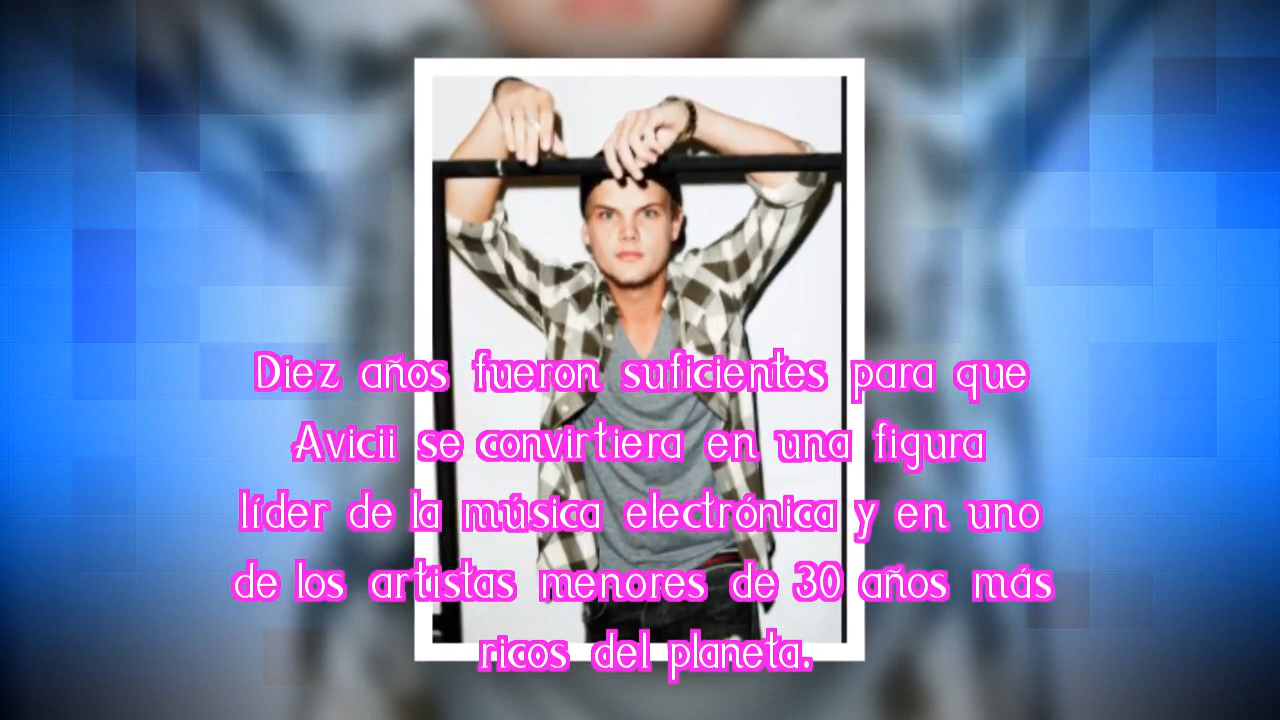 Diez años fueron suficientes para que
Avicii se convirtiera en una figura
líder de la música electrónica y en uno
de los artistas menores de 30 años más
ricos del planeta.